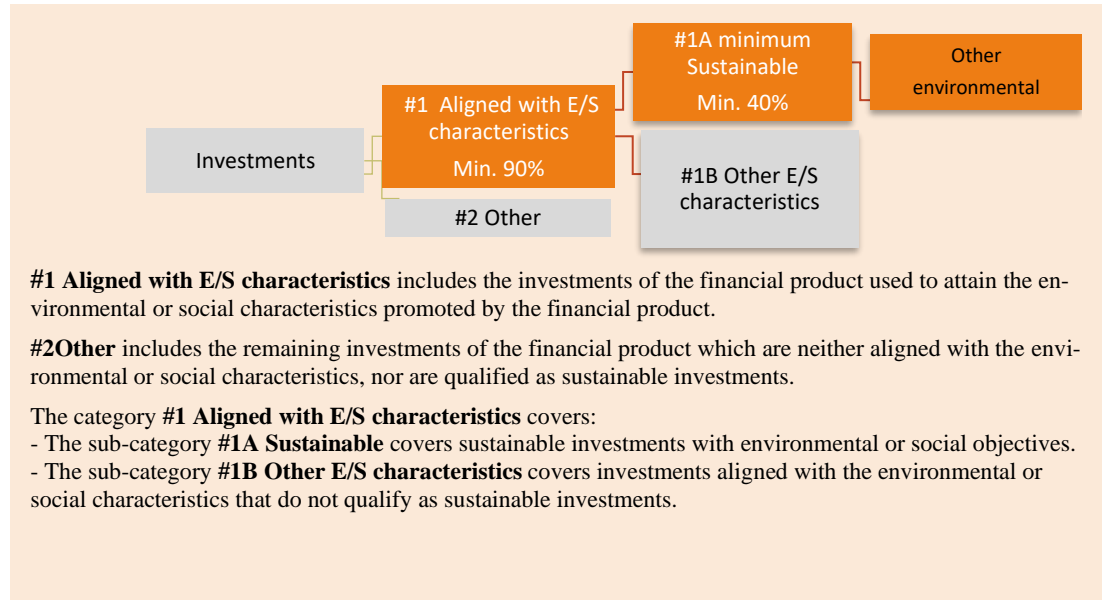 #1A minimum
Sustainable
Min. 40%
Other
environmental
#1 Aligned with E/S
characteristics
Min. 90%
Investments
#1B Other E/S
characteristics
#2 Other
#1 Aligned with E/S characteristics includes the investments of the financial product used to attain the en-
vironmental or social characteristics promoted by the financial product.
#2Other includes the remaining investments of the financial product which are neither aligned with the envi-
ronmental or social characteristics, nor are qualified as sustainable investments.
The category #1 Aligned with E/S characteristics covers:
- The sub-category #1A Sustainable covers sustainable investments with environmental or social objectives.
- The sub-category #1B Other E/S characteristics covers investments aligned with the environmental or
social characteristics that do not qualify as sustainable investments.